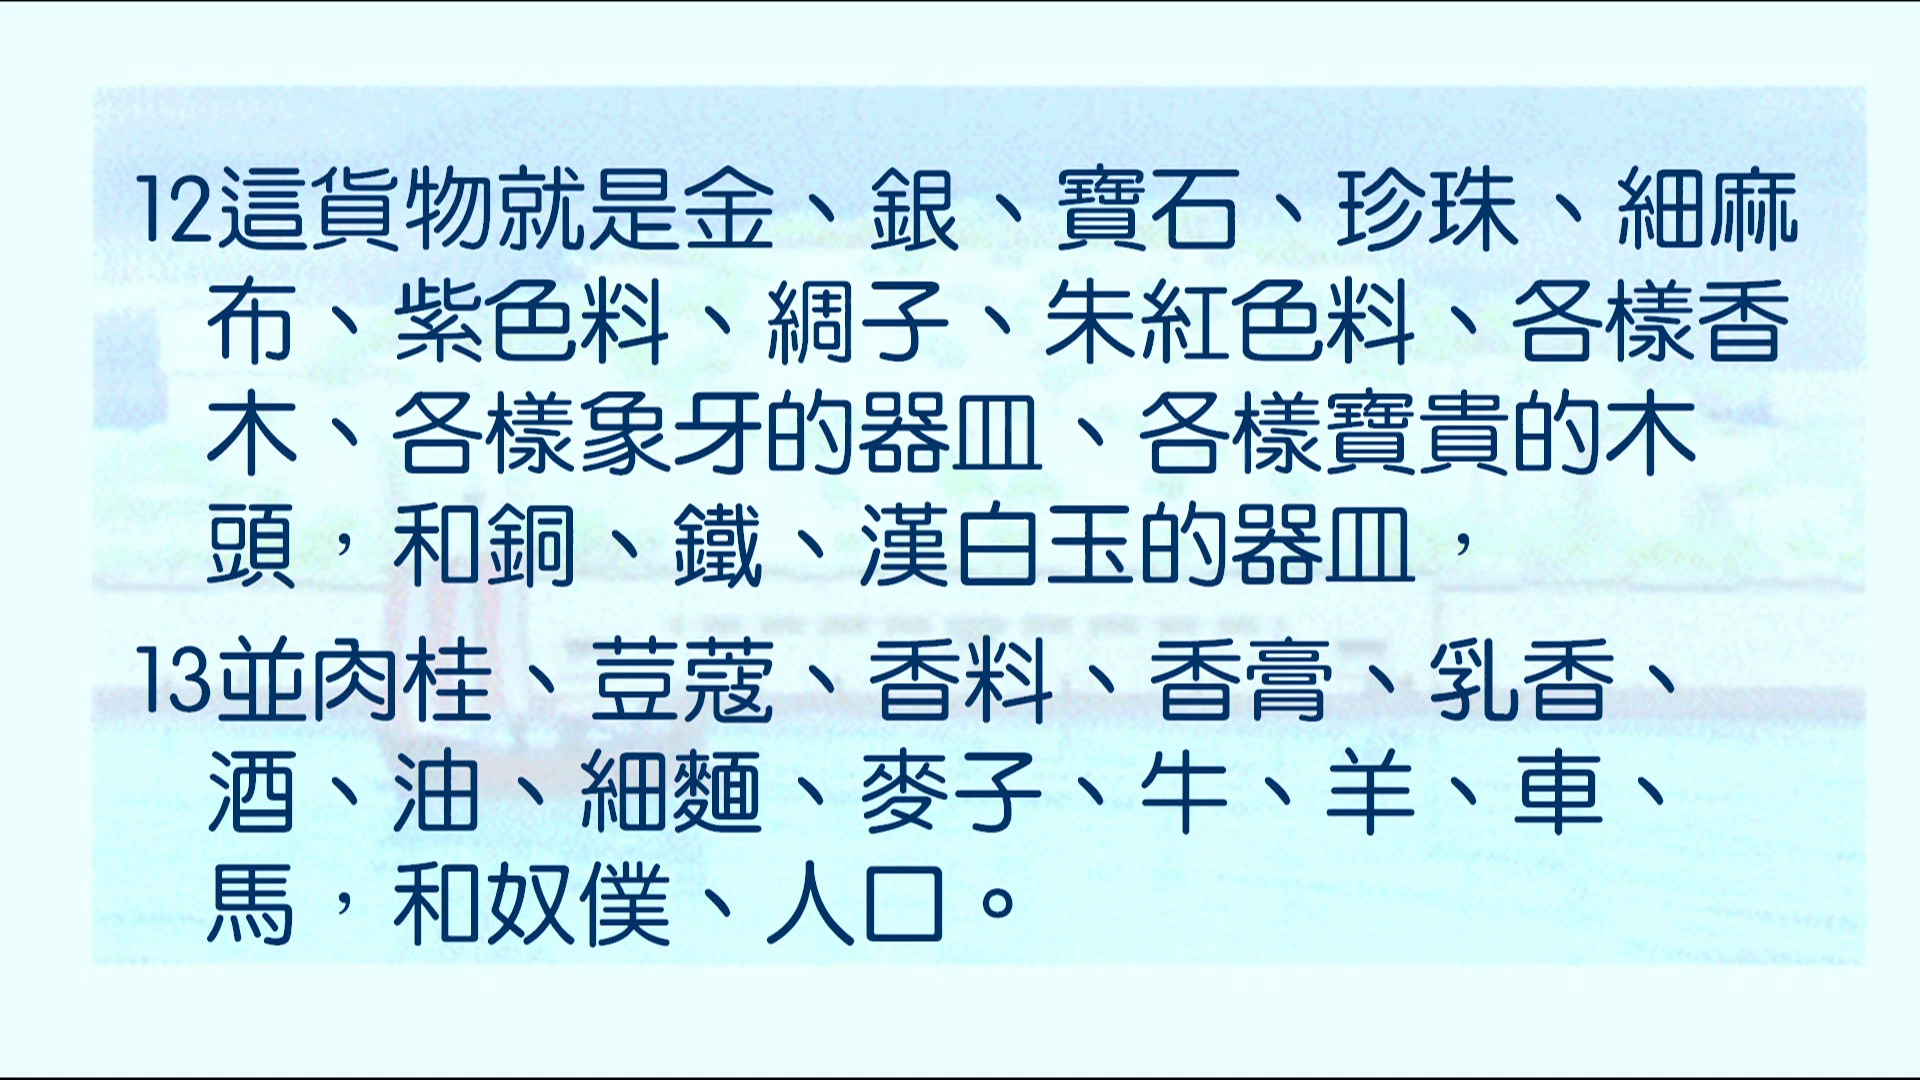 12這貨物就是金、銀、寶石、珍珠、細麻
布、紫色料、綢子、朱紅色料、各樣香
木、各樣象牙的器皿、各樣寶貴的木
頭，和銅、鐵、漢白玉的器皿，
13並肉桂、荳蔻、香料、香膏、乳香、
酒、油、細麵、麥子、牛、羊、車、
馬，和奴僕、人口。